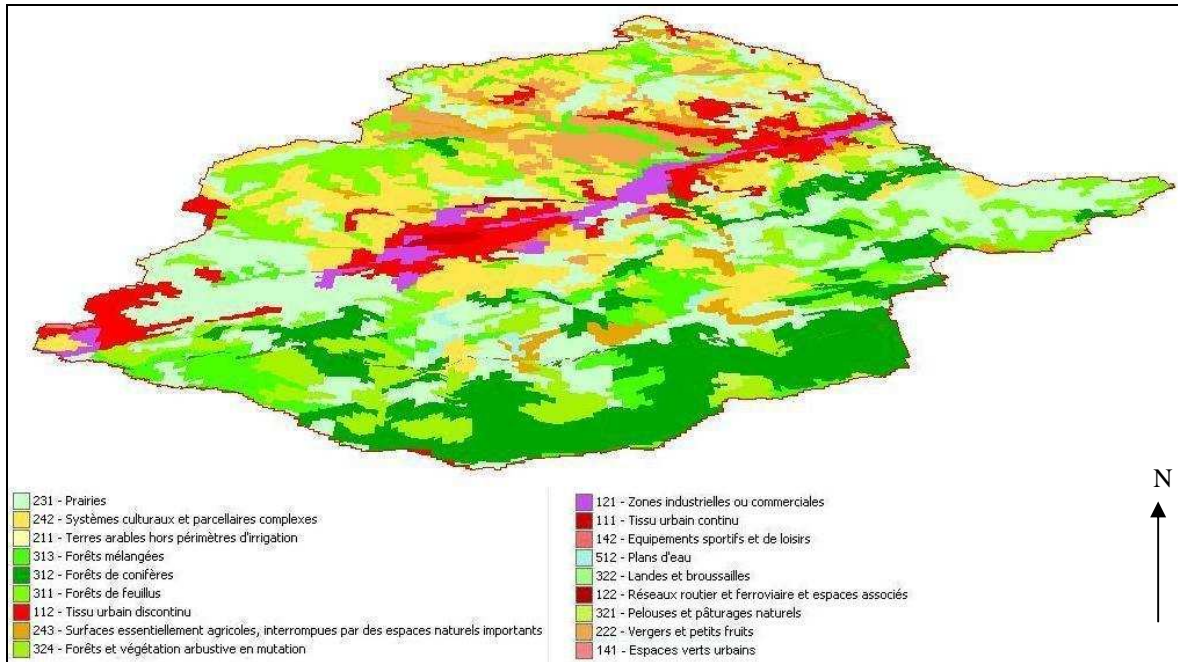 231 - Prairies
242 - Systèmes culturaux et parcellaires complexes
211 - Terres arables hors périmètres d'irrigation
313 - Forêts mélangées
312 - Forêts de conifères
311 - Forêts de feuillus
112 - Tissu urbain discontinu
243 - Surfaces essentiellement agricoles, interrompues par des espaces naturels importants
324 - Forêts et végétation arbustive en mutation
121 - Zones industrielles ou commerciales
111 - Tissu urbain continu
142 - Equipements sportifs et de loisirs
512 - Plans d'eau
322 - Landes et broussailles
122 - Réseaux routier et ferroviaire et espaces associés
321 - Pelouses et pâturages naturels
222 - Vergers et petits fruits
141 - Espaces verts urbains
N